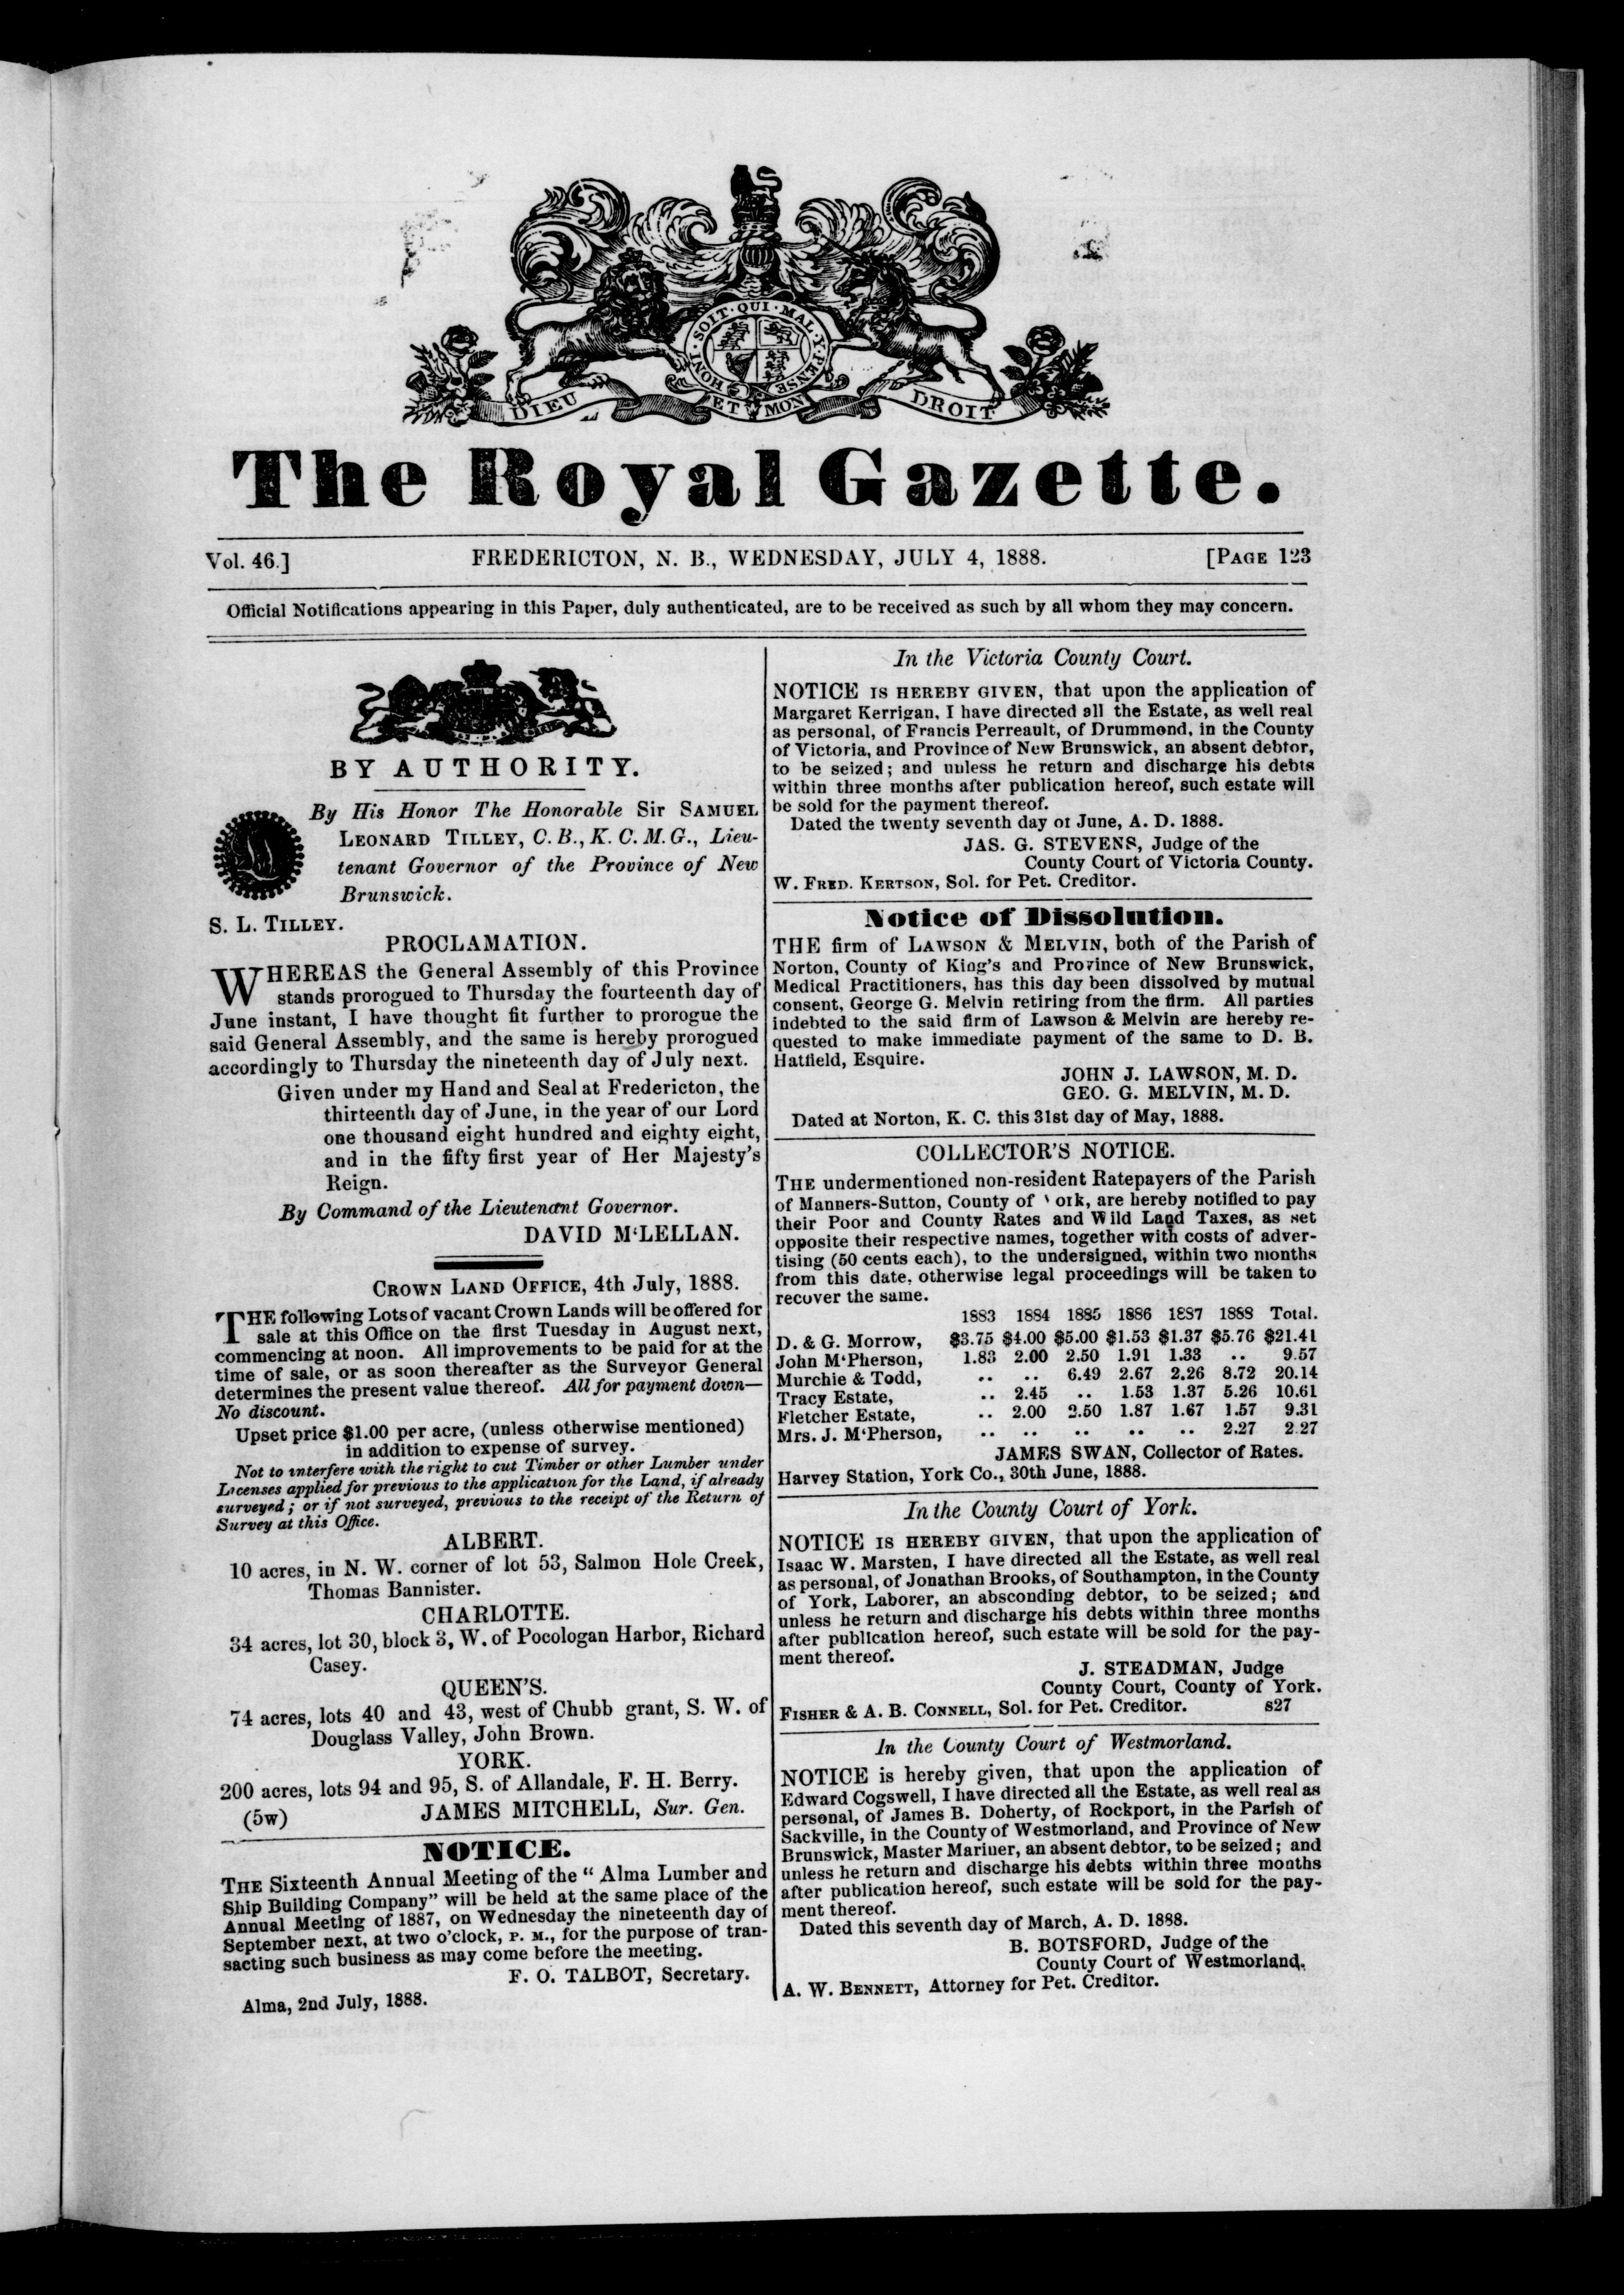 HONI · SOIT · QUI · MAL · Y · PENSE
DIEU ET MON DROIT
The Royal Gazette.
Vol. 46.] FREDERICTON, N. B., WEDNESDAY, JULY 4, 1888. [PAGE 123
Official Notifications appearing in this Paper, duly authenticated, are to be received as such by all whom they may concern.
BY AUTHORITY.
By His Honor The Honorable Sir SAMUEL
LEONARD TILLEY, C. B., K. C. M. G., Lieu-
tenant Governor of the Province of New
Brunswick.
S. L. TILLEY.
PROCLAMATION.
WHEREAS the General Assembly of this Province
stands prorogued to Thursday the fourteenth day of
June instant, I have thought fit further to prorogue the
said General Assembly, and the same is hereby prorogued
accordingly to Thursday the nineteenth day of July next.
Given under my Hand and Seal at Fredericton, the
thirteenth day of June, in the year of our Lord
one thousand eight hundred and eighty eight,
and in the fifty first year of Her Majesty's
Reign.
By Command of the Lieutenant Governor.
DAVID M'LELLAN.
CROWN LAND OFFICE, 4th July, 1888.
THE following Lots of vacant Crown Lands will be offered for
sale at this Office on the first Tuesday in August next,
commencing at noon. All improvements to be paid for at the
time of sale, or as soon thereafter as the Surveyor General
determines the present value thereof. All for payment down—
No discount.
Upset price $1.00 per acre, (unless otherwise mentioned)
in addition to expense of survey.
Not to interfere with the right to cut Timber or other Lumber under
Licenses applied for previous to the application for the Land, if already
surveyed; or if not surveyed, previous to the receipt of the Return of
Survey at this Office.
ALBERT.
10 acres, in N. W. corner of lot 53, Salmon Hole Creek,
Thomas Bannister.
CHARLOTTE.
34 acres, lot 30, block 3, W. of Pocologan Harbor, Richard
Casey.
QUEEN'S.
74 acres, lots 40 and 43, west of Chubb grant, S. W. of
Douglass Valley, John Brown.
YORK.
200 acres, lots 94 and 95, S. of Allandale, F. H. Berry.
(5w) JAMES MITCHELL, Sur. Gen.
NOTICE.
THE Sixteenth Annual Meeting of the "Alma Lumber and
Ship Building Company" will be held at the same place of the
Annual Meeting of 1887, on Wednesday the nineteenth day of
September next, at two o'clock, P. M., for the purpose of tran-
sacting such business as may come before the meeting.
F. O. TALBOT, Secretary.
Alma, 2nd July, 1888.
In the Victoria County Court.
NOTICE IS HEREBY GIVEN, that upon the application of
Margaret Kerrigan, I have directed all the Estate, as well real
as personal, of Francis Perreault, of Drummond, in the County
of Victoria, and Province of New Brunswick, an absent debtor,
to be seized; and unless he return and discharge his debts
within three months after publication hereof, such estate will
be sold for the payment thereof.
Dated the twenty seventh day of June, A. D. 1888.
JAS. G. STEVENS, Judge of the
County Court of Victoria County.
W. FRED. KERTSON, Sol. for Pet. Creditor.
Notice of Dissolution.
THE firm of LAWSON & MELVIN, both of the Parish of
Norton, County of King's and Province of New Brunswick,
Medical Practitioners, has this day been dissolved by mutual
consent, George G. Melvin retiring from the firm. All parties
indebted to the said firm of Lawson & Melvin are hereby re-
quested to make immediate payment of the same to D. B.
Hatfield, Esquire.
JOHN J. LAWSON, M. D.
GEO. G. MELVIN, M. D.
Dated at Norton, K. C. this 31st day of May, 1888.
COLLECTOR'S NOTICE.
THE undermentioned non-resident Ratepayers of the Parish
of Manners-Sutton, County of York, are hereby notified to pay
their Poor and County Rates and Wild Land Taxes, as set
opposite their respective names, together with costs of adver-
tising (50 cents each), to the undersigned, within two months
from this date, otherwise legal proceedings will be taken to
recover the same.
1883 1884 1885 1886 1887 1888 Total.
D. & G. Morrow, $3.75 $4.00 $5.00 $1.53 $1.37 $5.76 $21.41
John M'Pherson, 1.83 2.00 2.50 1.91 1.33 .. 9.57
Murchie & Todd, .. .. 6.49 2.67 2.26 8.72 20.14
Tracy Estate, .. 2.45 .. 1.53 1.37 5.26 10.61
Fletcher Estate, .. 2.00 2.50 1.87 1.67 1.57 9.31
Mrs. J. M'Pherson, .. .. .. .. .. 2.27 2.27
JAMES SWAN, Collector of Rates.
Harvey Station, York Co., 30th June, 1888.
In the County Court of York.
NOTICE IS HEREBY GIVEN, that upon the application of
Isaac W. Marsten, I have directed all the Estate, as well real
as personal, of Jonathan Brooks, of Southampton, in the County
of York, Laborer, an absconding debtor, to be seized; and
unless he return and discharge his debts within three months
after publication hereof, such estate will be sold for the pay-
ment thereof.
J. STEADMAN, Judge
County Court, County of York.
FISHER & A. B. CONNELL, Sol. for Pet. Creditor. s27
In the County Court of Westmorland.
NOTICE is hereby given, that upon the application of
Edward Cogswell, I have directed all the Estate, as well real as
personal, of James B. Doherty, of Rockport, in the Parish of
Sackville, in the County of Westmorland, and Province of New
Brunswick, Master Mariner, an absent debtor, to be seized; and
unless he return and discharge his debts within three months
after publication hereof, such estate will be sold for the pay-
ment thereof.
Dated this seventh day of March, A. D. 1888.
B. BOTSFORD, Judge of the
County Court of Westmorland.
A. W. BENNETT, Attorney for Pet. Creditor.